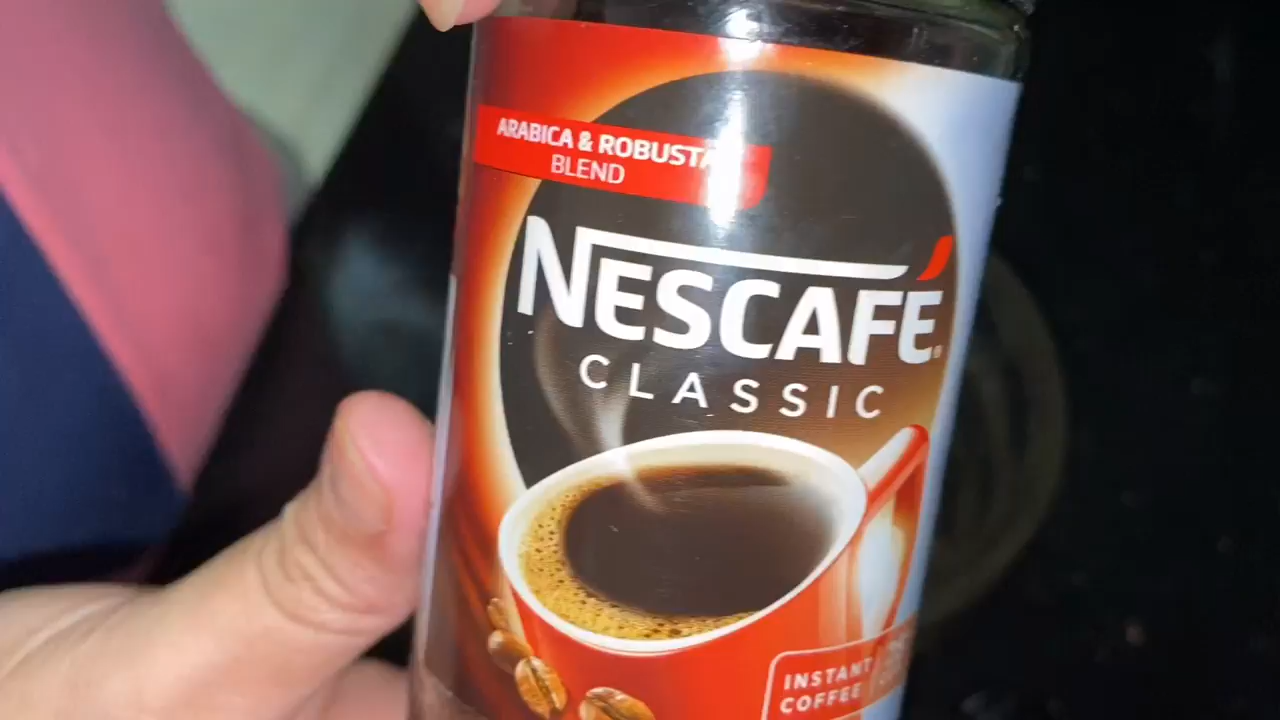 ARABICA & ROBUSTA
BLEND
NESCAFÉ
CLASSIC
INSTANT
COFFEE